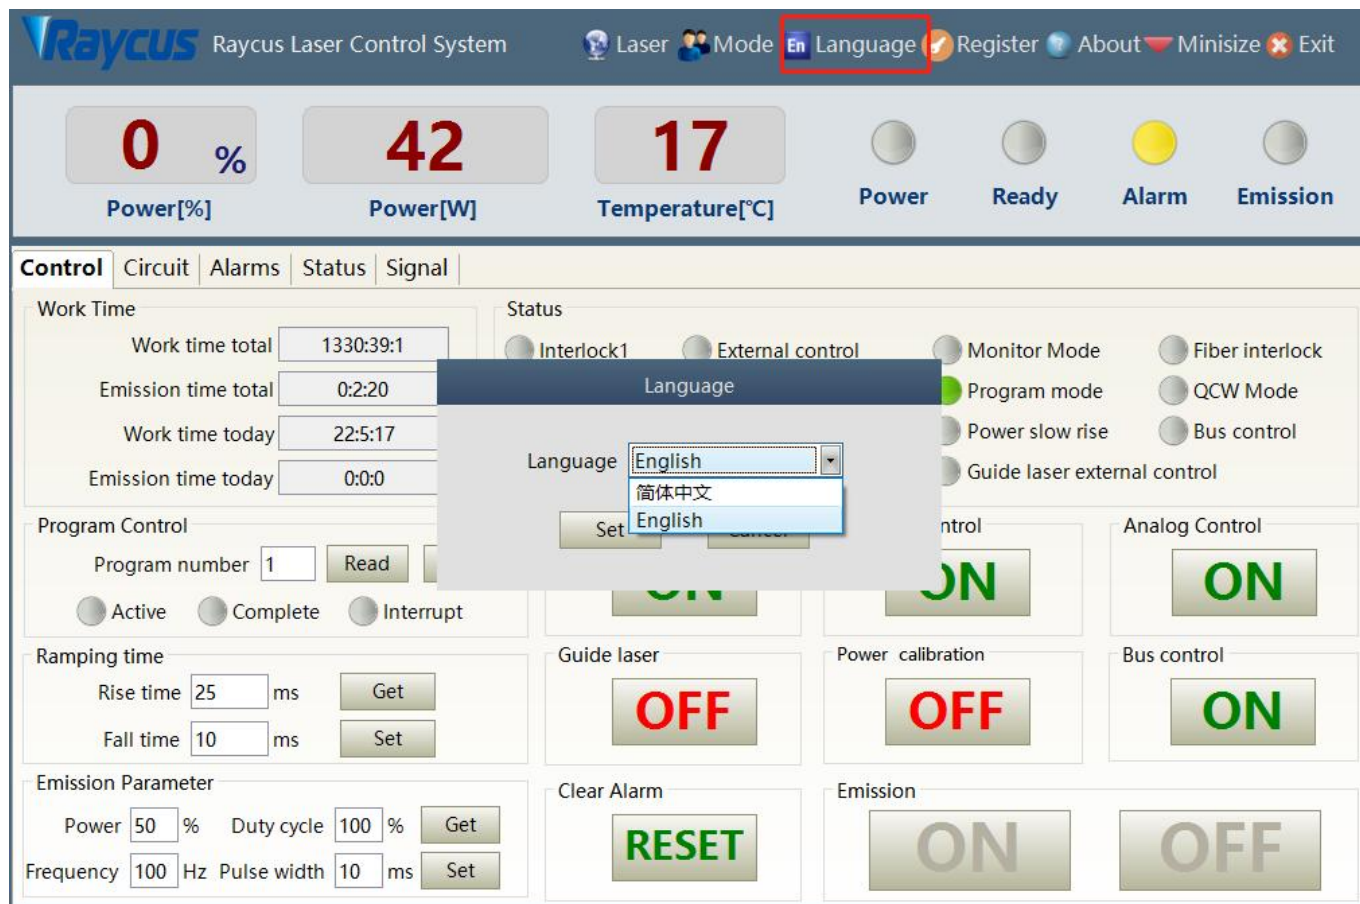 Raycus Raycus Laser Control System Laser Mode En Language Register ? About Minisize Exit
0 % 42 17
Power[%] Power[W] Temperature[℃] Power Ready Alarm Emission
Control Circuit Alarms Status Signal
Work Time
Work time total 1330:39:1
Emission time total 0:2:20
Work time today 22:5:17
Emission time today 0:0:0
Status
Interlock1 External control Monitor Mode Fiber interlock
Program mode QCW Mode
Power slow rise Bus control
Guide laser external control
Language
Language English
简体中文
English
Set Cancel
Program Control
Program number 1 Read
Active Complete Interrupt
ON
ntrol
ON
Analog Control
ON
Ramping time
Rise time 25 ms Get
Fall time 10 ms Set
Guide laser
OFF
Power calibration
OFF
Bus control
ON
Emission Parameter
Power 50 % Duty cycle 100 % Get
Frequency 100 Hz Pulse width 10 ms Set
Clear Alarm
RESET
Emission
ON OFF